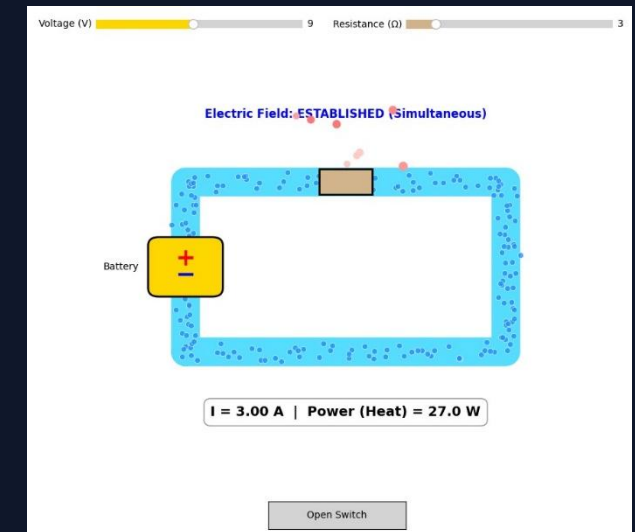 Voltage (V) 9 Resistance (Ω) 3
Electric Field: ESTABLISHED (Simultaneous)
+
Battery
−
I = 3.00 A | Power (Heat) = 27.0 W
Open Switch